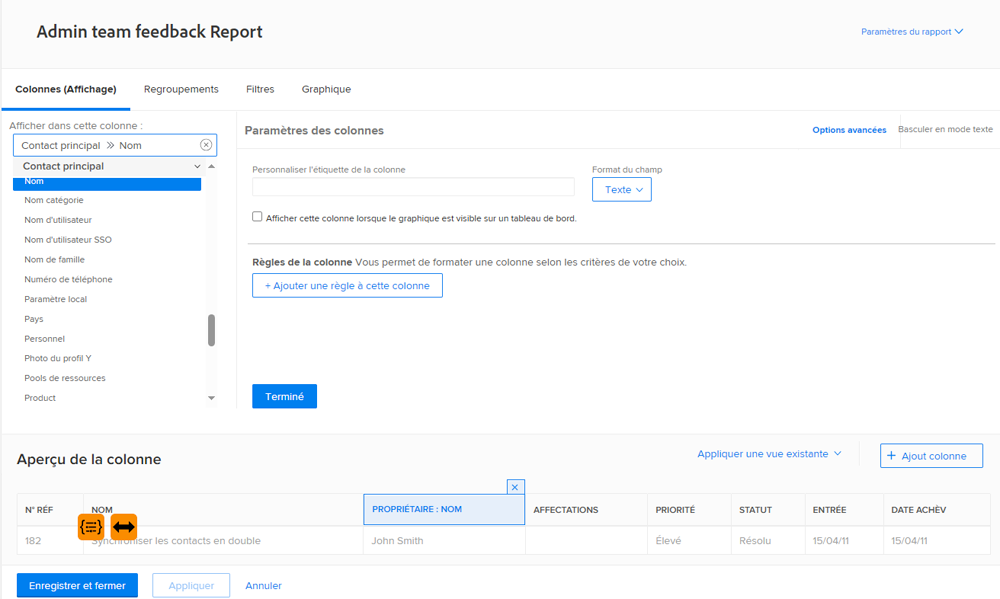 Admin team feedback Report
Paramètres du rapport
Colonnes (Affichage) Regroupements Filtres Graphique
Afficher dans cette colonne :
Contact principal » Nom
Contact principal
Nom
Nom catégorie
Nom d'utilisateur
Nom d'utilisateur SSO
Nom de famille
Numéro de téléphone
Paramètre local
Pays
Personnel
Photo du profil Y
Pools de ressources
Product
Paramètres des colonnes
Options avancées
Basculer en mode texte
Personnaliser l'étiquette de la colonne
Format du champ
Texte
Afficher cette colonne lorsque le graphique est visible sur un tableau de bord.
Règles de la colonne Vous permet de formater une colonne selon les critères de votre choix.
+ Ajouter une règle à cette colonne
Terminé
Aperçu de la colonne
Appliquer une vue existante
+ Ajout colonne
N° RÉF NOM PROPRIÉTAIRE : NOM AFFECTATIONS PRIORITÉ STATUT ENTRÉE DATE ACHÈV
182 Synchroniser les contacts en double John Smith Élevé Résolu 15/04/11 15/04/11
Enregistrer et fermer Appliquer Annuler